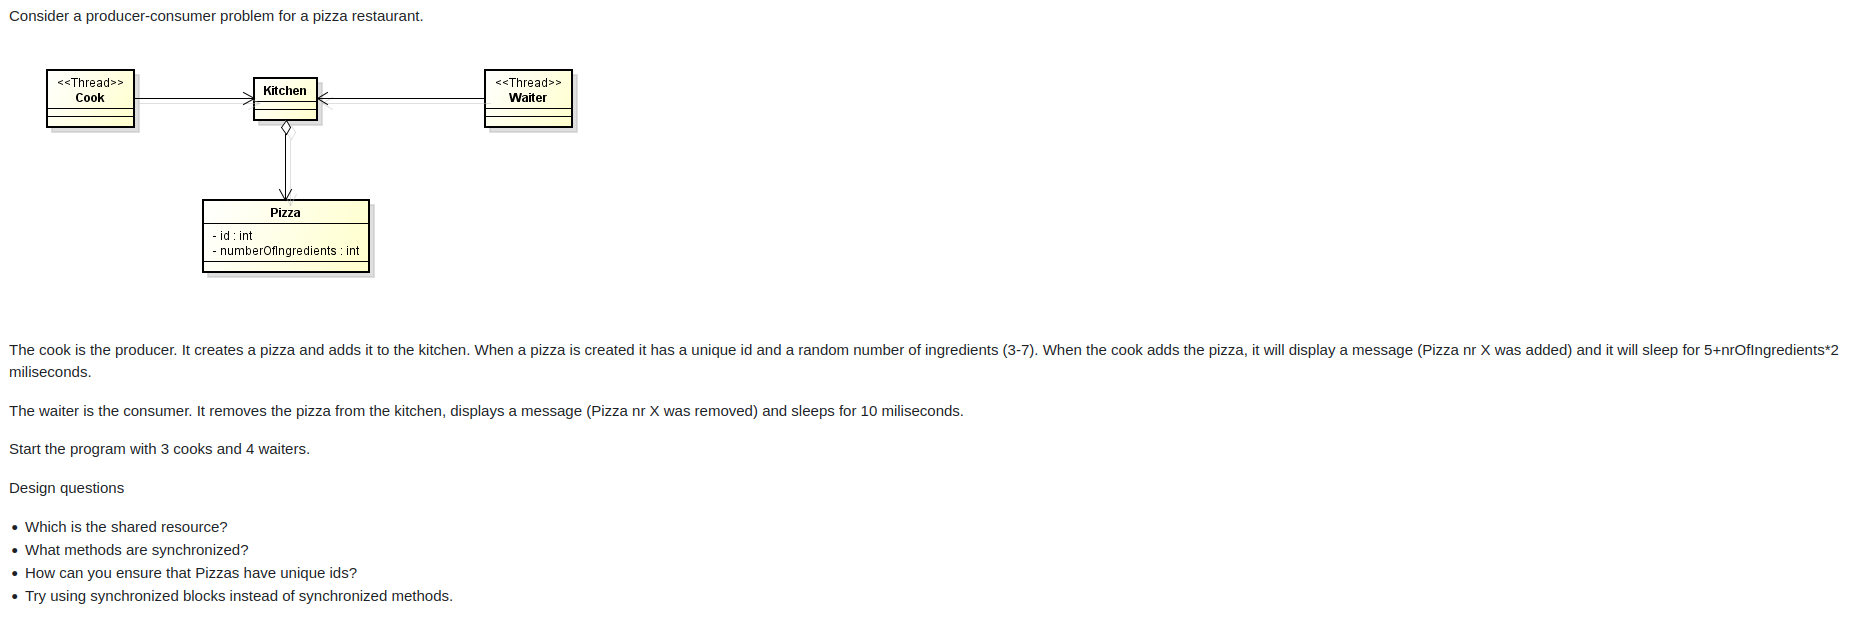 Consider a producer-consumer problem for a pizza restaurant.
<<Thread>>
Cook
Kitchen
<<Thread>>
Waiter
Pizza
- id : int
- numberOfIngredients : int
The cook is the producer. It creates a pizza and adds it to the kitchen. When a pizza is created it has a unique id and a random number of ingredients (3-7). When the cook adds the pizza, it will display a message (Pizza nr X was added) and it will sleep for 5+nrOfIngredients*2
miliseconds.
The waiter is the consumer. It removes the pizza from the kitchen, displays a message (Pizza nr X was removed) and sleeps for 10 miliseconds.
Start the program with 3 cooks and 4 waiters.
Design questions
• Which is the shared resource?
• What methods are synchronized?
• How can you ensure that Pizzas have unique ids?
• Try using synchronized blocks instead of synchronized methods.